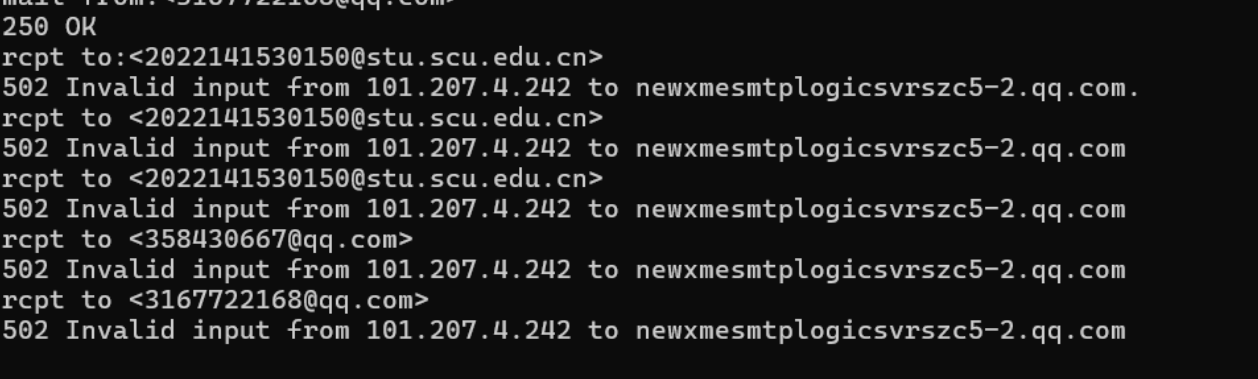 mail from:<3167722168@qq.com>
250 OK
rcpt to:<2022141530150@stu.scu.edu.cn>
502 Invalid input from 101.207.4.242 to newxmesmtplogicsvrszc5-2.qq.com.
rcpt to <2022141530150@stu.scu.edu.cn>
502 Invalid input from 101.207.4.242 to newxmesmtplogicsvrszc5-2.qq.com
rcpt to <2022141530150@stu.scu.edu.cn>
502 Invalid input from 101.207.4.242 to newxmesmtplogicsvrszc5-2.qq.com
rcpt to <358430667@qq.com>
502 Invalid input from 101.207.4.242 to newxmesmtplogicsvrszc5-2.qq.com
rcpt to <3167722168@qq.com>
502 Invalid input from 101.207.4.242 to newxmesmtplogicsvrszc5-2.qq.com